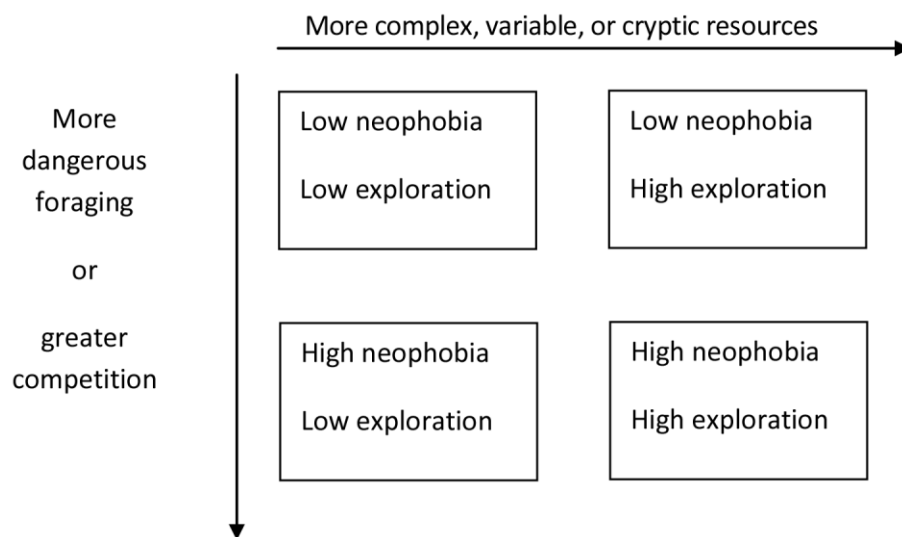 More complex, variable, or cryptic resources
More
dangerous
foraging
or
greater
competition
Low neophobia
Low exploration
Low neophobia
High exploration
High neophobia
Low exploration
High neophobia
High exploration